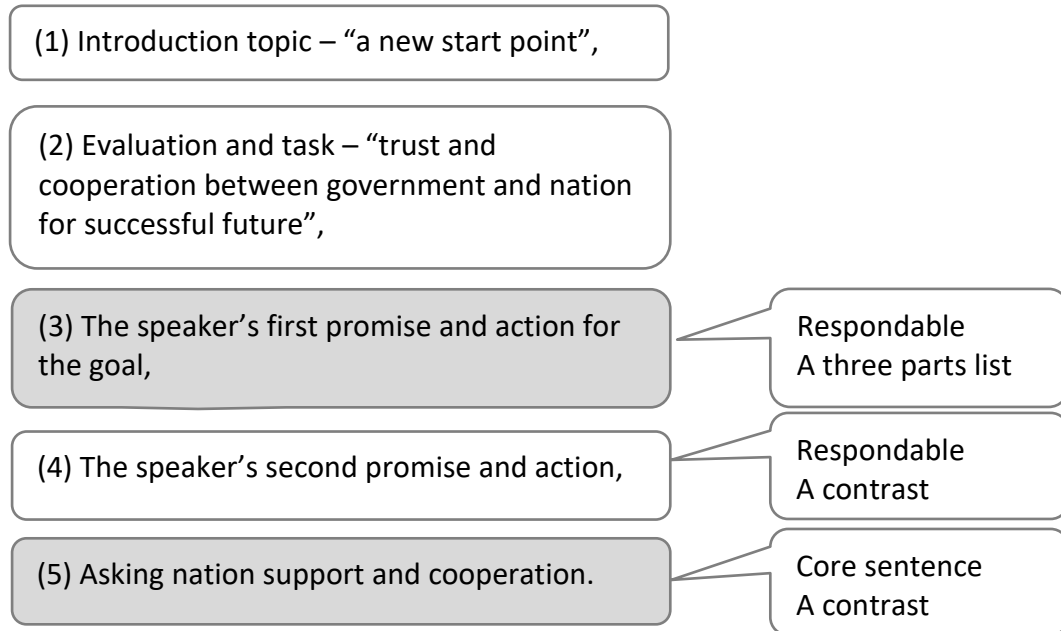 (1) Introduction topic – “a new start point”,
(2) Evaluation and task – “trust and
cooperation between government and nation
for successful future”,
(3) The speaker’s first promise and action for
the goal,
Respondable
A three parts list
(4) The speaker’s second promise and action,
Respondable
A contrast
(5) Asking nation support and cooperation.
Core sentence
A contrast